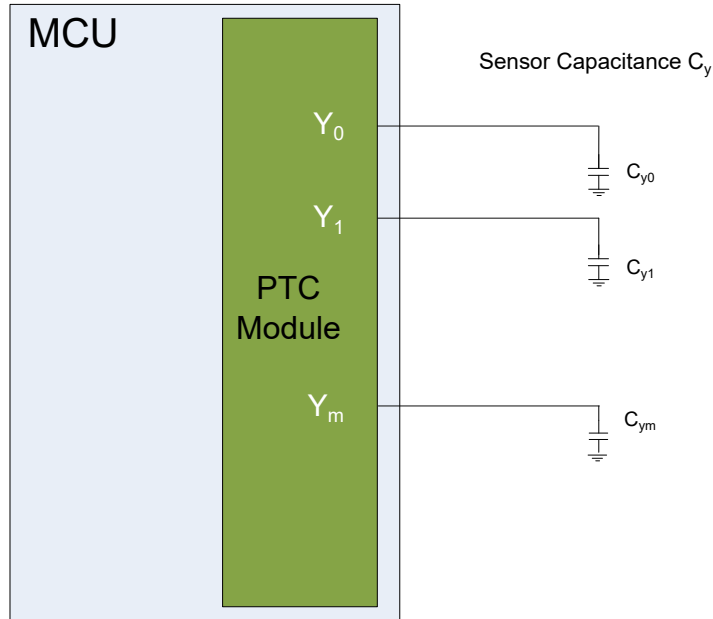 MCU
Sensor Capacitance Cy
Y0
Cy0
Y1
Cy1
PTC
Module
Ym
Cym